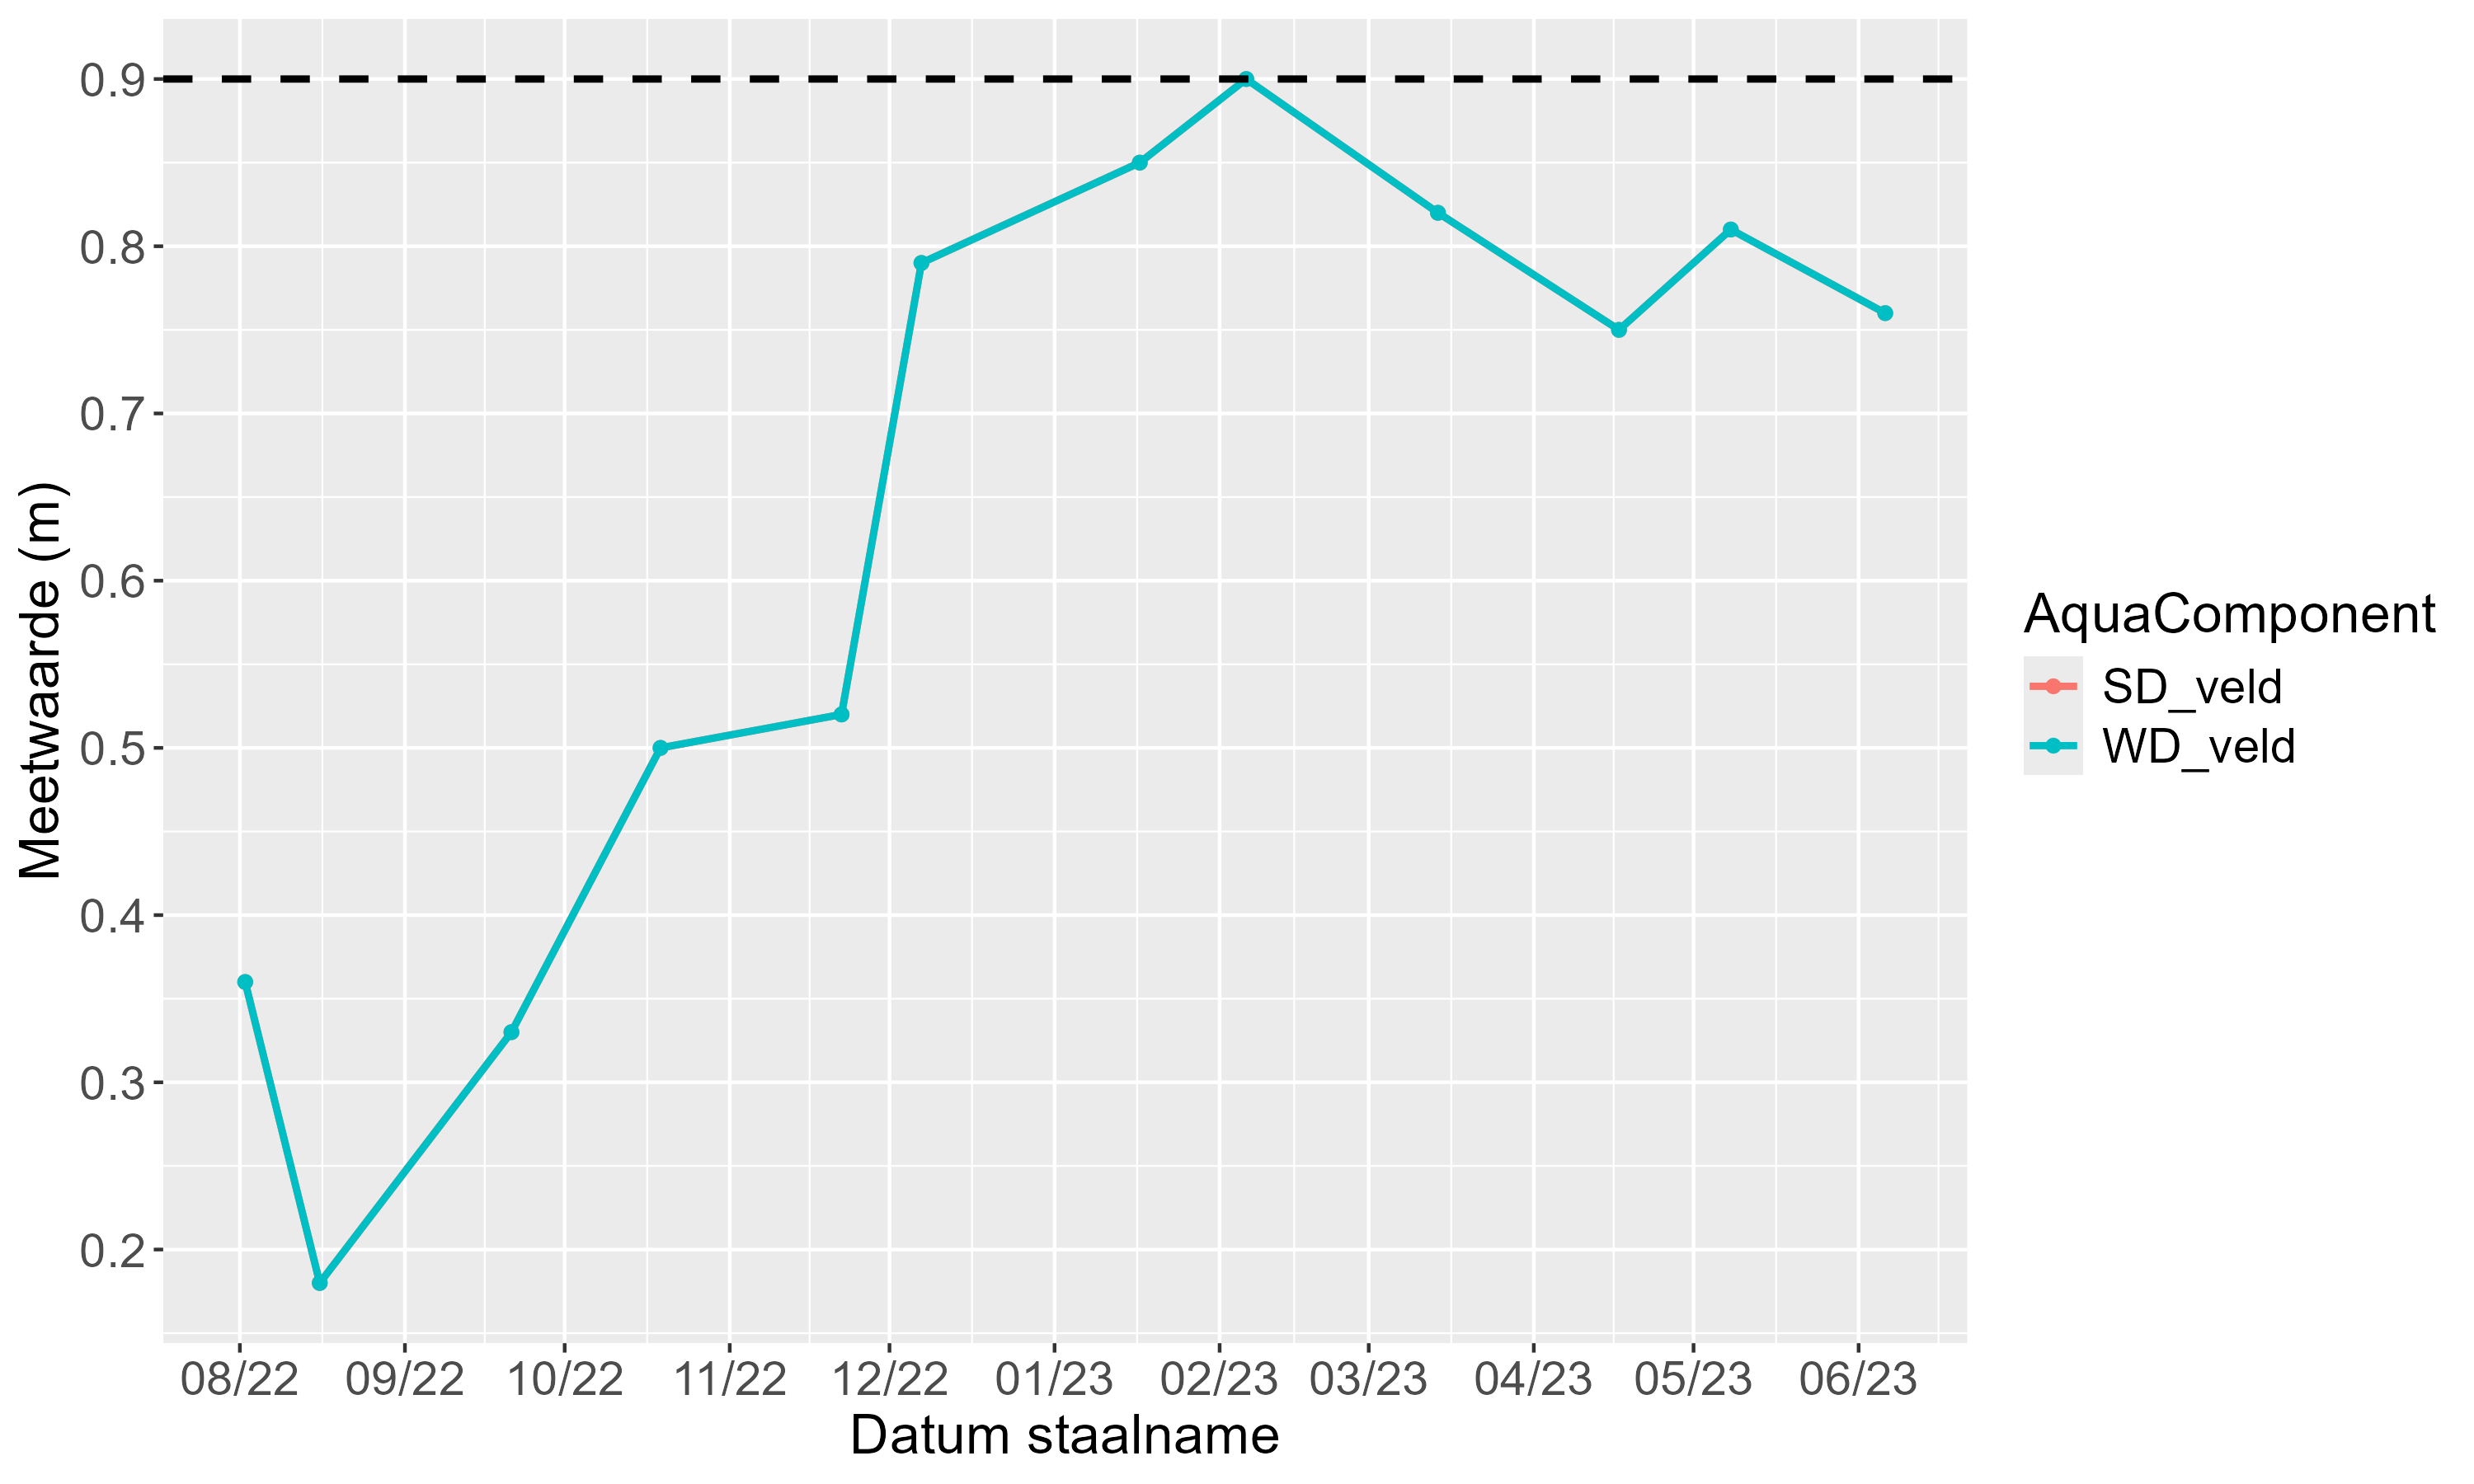 0.9
0.8
0.7
0.6
0.5
0.4
0.3
0.2
Meetwaarde (m)
08/22 09/22 10/22 11/22 12/22 01/23 02/23 03/23 04/23 05/23 06/23
Datum staalname
AquaComponent
SD_veld
WD_veld